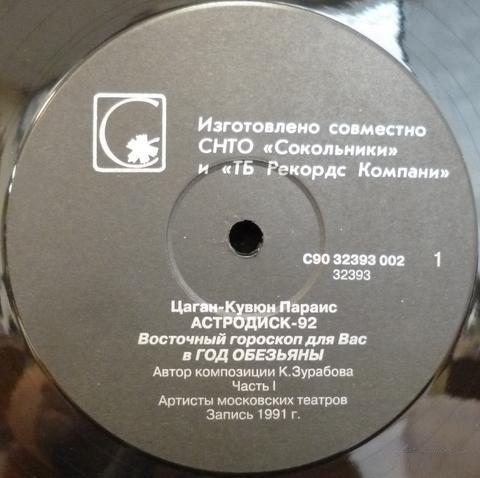 Изготовлено совместно
СНТО «Сокольники»
и «ТБ Рекордс Компани»
С90 32393 002 1
32393
Цаган-Кувюн Параис
АСТРОДИСК-92
Восточный гороскоп для Вас
в ГОД ОБЕЗЬЯНЫ
Автор композиции К.Зурабова
Часть I
Артисты московских театров
Запись 1991 г.